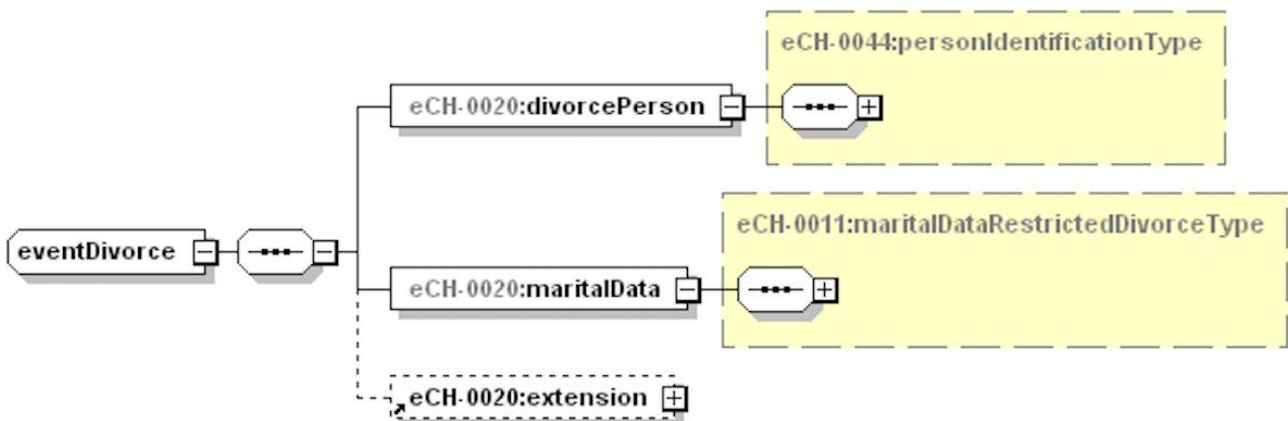 eCH-0044:personIdentificationType
eCH-0020:divorcePerson
eCH-0011:maritalDataRestrictedDivorceType
eventDivorce
eCH-0020:maritalData
eCH-0020:extension